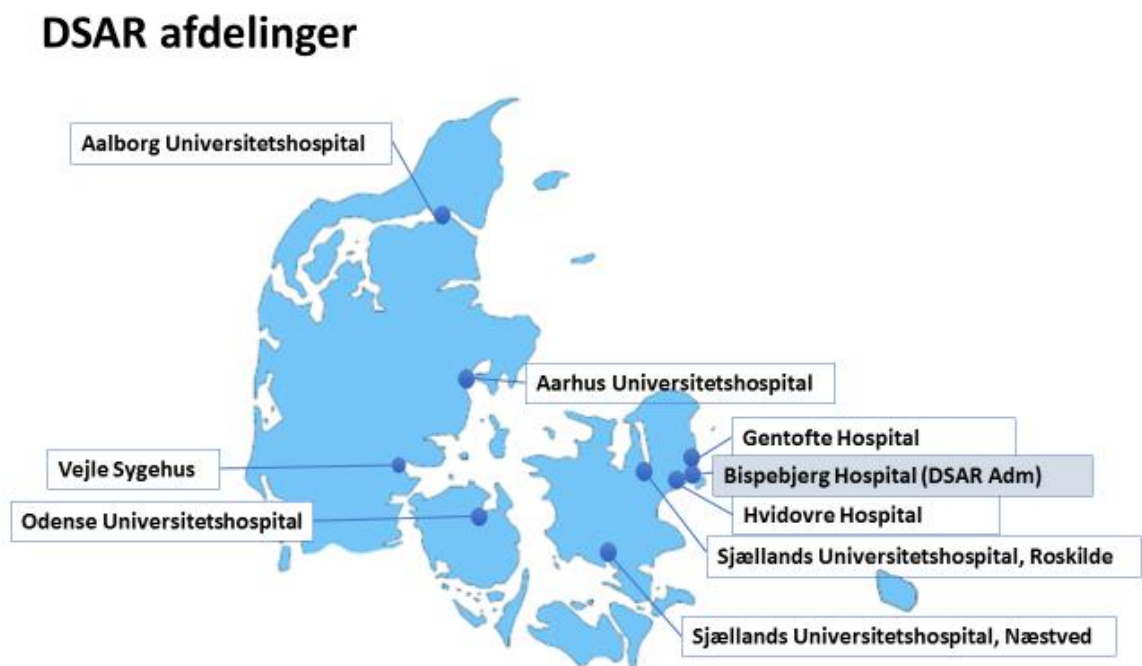 DSAR afdelinger
Aalborg Universitetshospital
Aarhus Universitetshospital
Gentofte Hospital
Vejle Sygehus
Bispebjerg Hospital (DSAR Adm)
Odense Universitetshospital
Hvidovre Hospital
Sjællands Universitetshospital, Roskilde
Sjællands Universitetshospital, Næstved